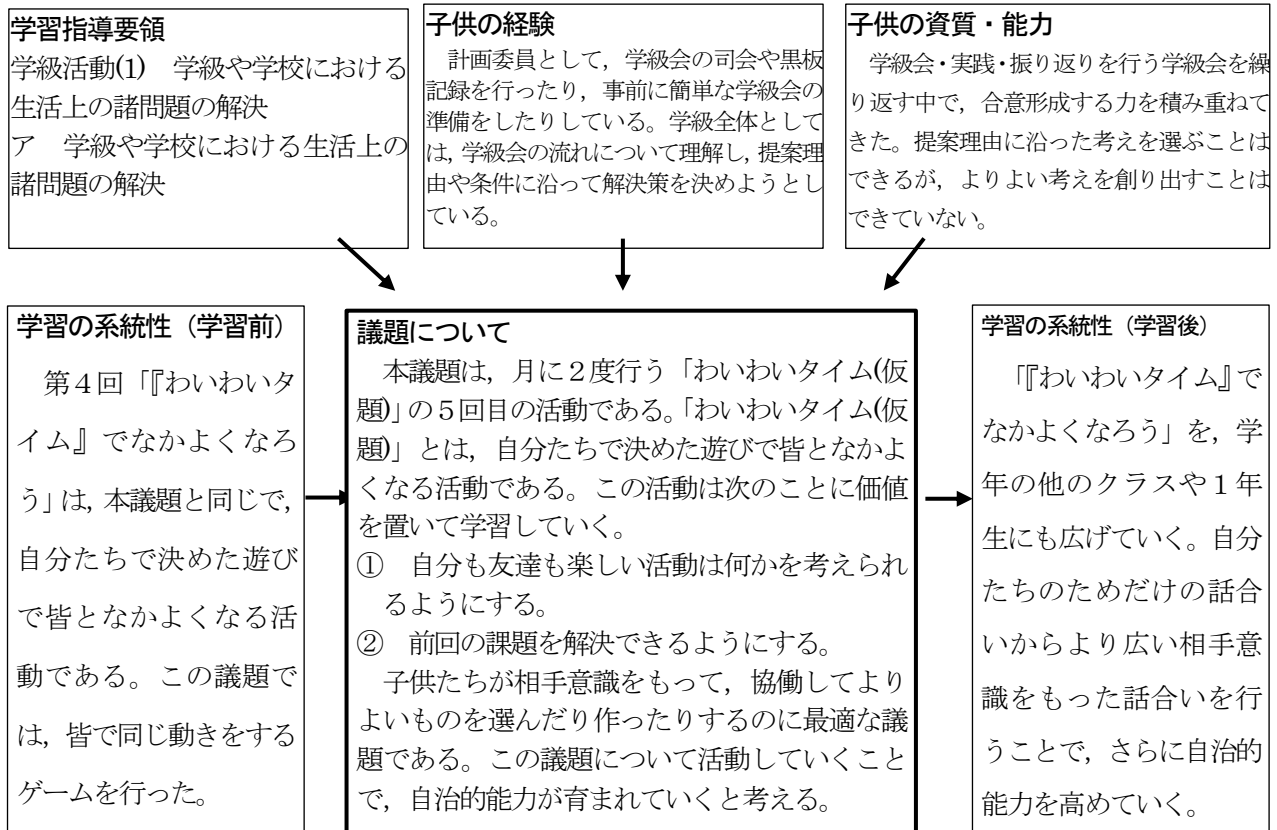 学習指導要領
学級活動(1)　学級や学校における
生活上の諸問題の解決
ア　学級や学校における生活上の
諸問題の解決
子供の経験
　計画委員として，学級会の司会や黒板
記録を行ったり，事前に簡単な学級会の
準備をしたりしている。学級全体として
は，学級会の流れについて理解し，提案理
由や条件に沿って解決策を決めようとし
ている。
子供の資質・能力
　学級会・実践・振り返りを行う学級会を繰
り返す中で，合意形成する力を積み重ねて
きた。提案理由に沿った考えを選ぶことは
できるが，よりよい考えを創り出すことは
できていない。
学習の系統性（学習前）
　第４回「『わいわいタ
イム』でなかよくなろ
う」は，本議題と同じで，
自分たちで決めた遊び
で皆となかよくなる活
動である。この議題で
は，皆で同じ動きをする
ゲームを行った。
議題について
　本議題は，月に２度行う「わいわいタイム(仮
題)」の５回目の活動である。「わいわいタイム(仮
題)」とは，自分たちで決めた遊びで皆となかよ
くなる活動である。この活動は次のことに価値
を置いて学習していく。
①　自分も友達も楽しい活動は何かを考えられ
るようにする。
②　前回の課題を解決できるようにする。
　子供たちが相手意識をもって，協働してより
よいものを選んだり作ったりするのに最適な議
題である。この議題について活動していくこと
で，自治的能力が育まれていくと考える。
学習の系統性（学習後）
　「『わいわいタイム』で
なかよくなろう」を，学
年の他のクラスや１年
生にも広げていく。自分
たちのためだけの話合
いからより広い相手意
識をもった話合いを行
うことで，さらに自治的
能力を高めていく。